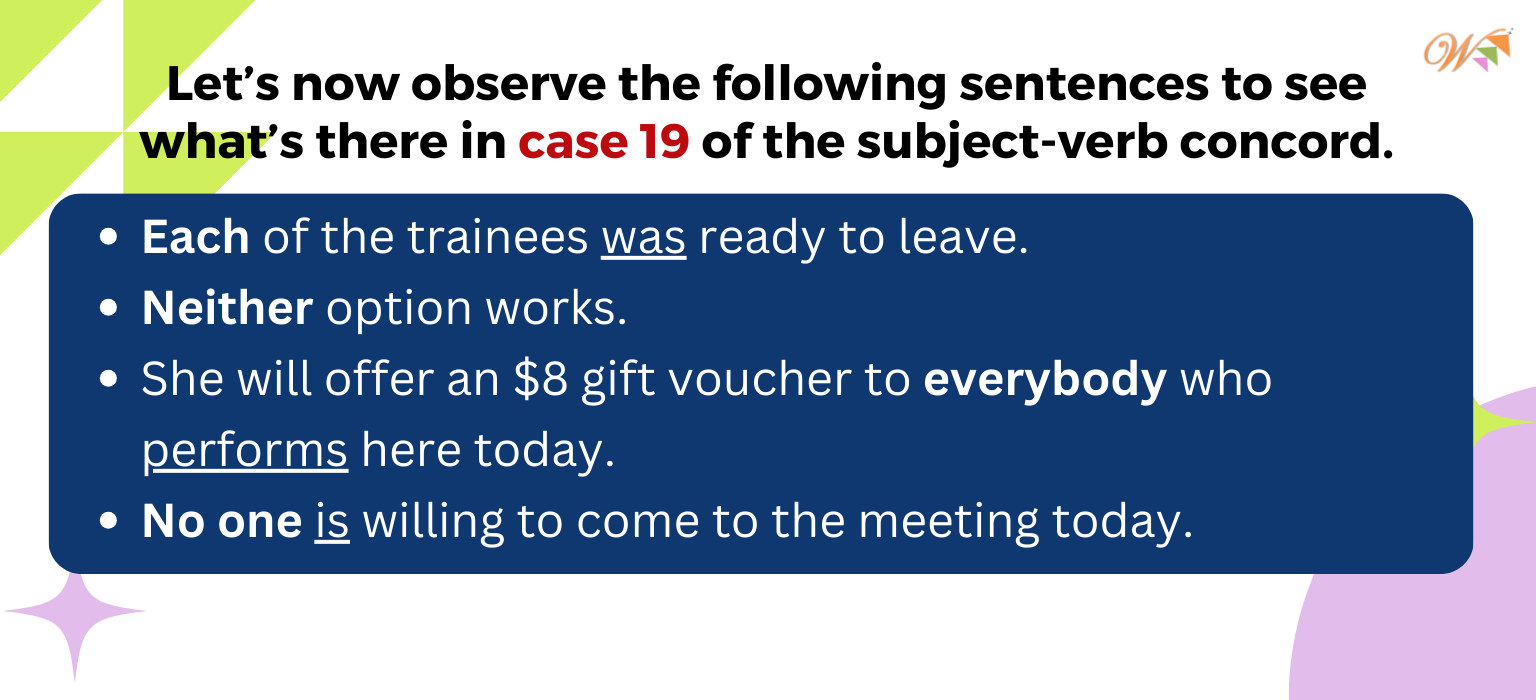 Let’s now observe the following sentences to see
what’s there in case 19 of the subject-verb concord.
W
• Each of the trainees was ready to leave.
• Neither option works.
• She will offer an $8 gift voucher to everybody who
performs here today.
• No one is willing to come to the meeting today.